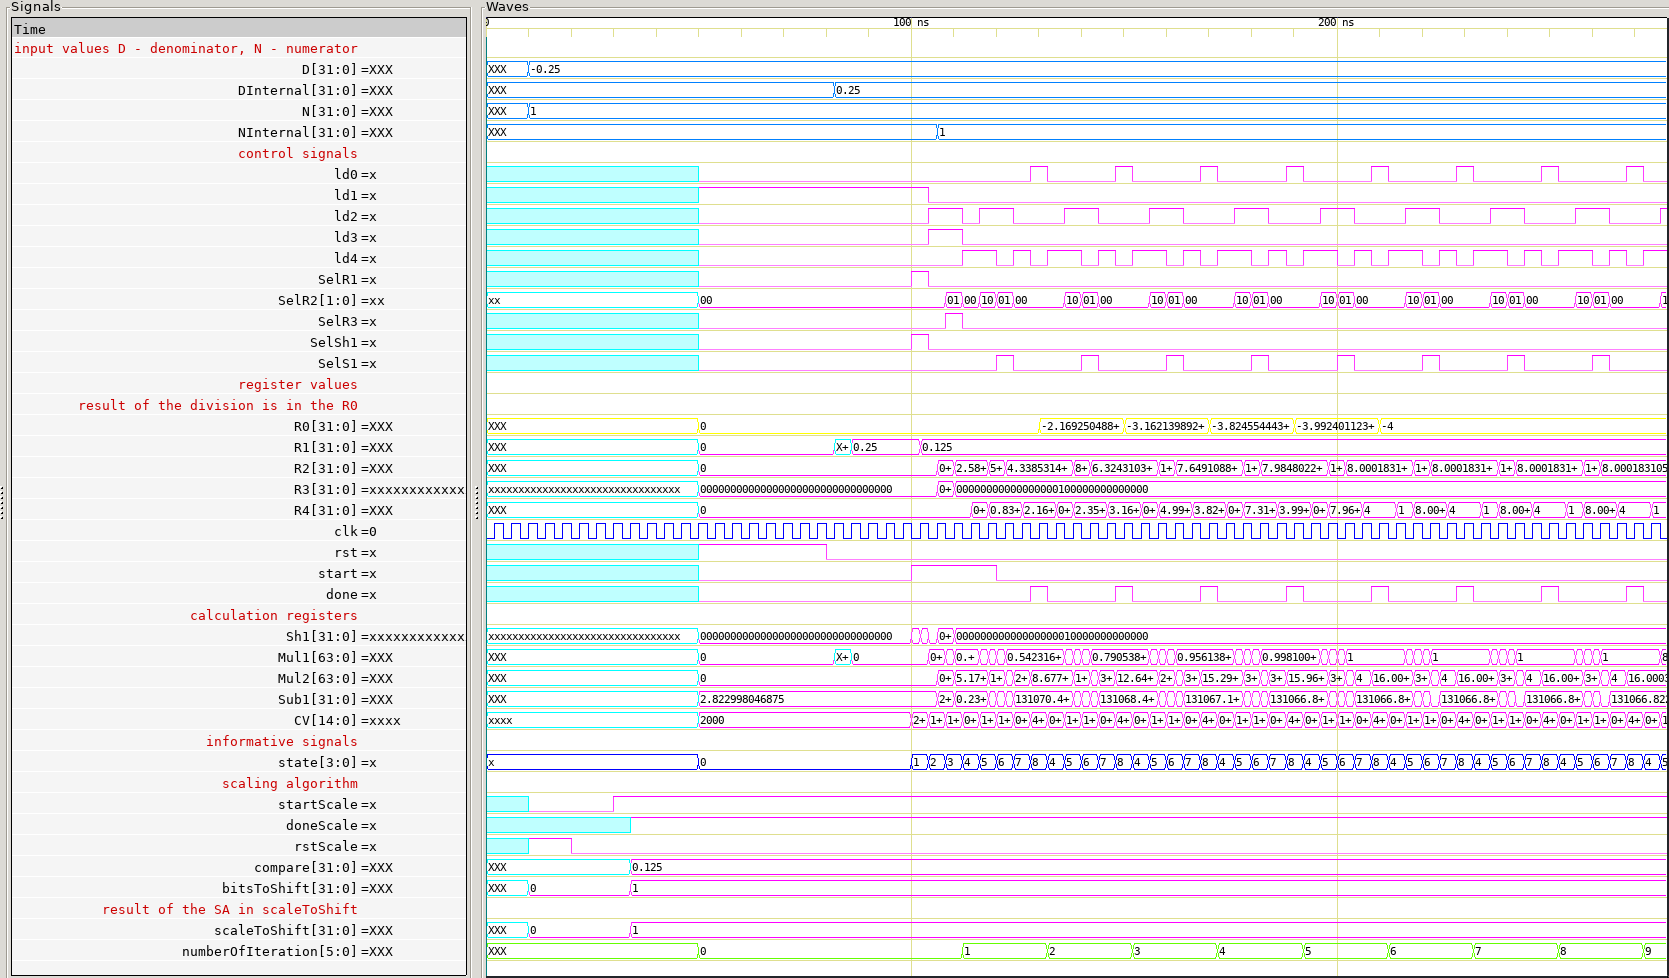 Signals Waves
Time 0 100 ns 200 ns
input values D - denominator, N - numerator
D[31:0]=XXX XXX -0.25
DInternal[31:0]=XXX XXX 0.25
N[31:0]=XXX XXX 1
NInternal[31:0]=XXX XXX 1
control signals
ld0=x
ld1=x
ld2=x
ld3=x
ld4=x
SelR1=x
SelR2[1:0]=xx xx 00 01 00 10 01 00 10 01 00 10 01 00 10 01 00 10 01 00 10 01 00 10 01 00 10 01 00 1
SelR3=x
SelSh1=x
SelS1=x
register values
result of the division is in the R0
R0[31:0]=XXX XXX 0 -2.169250488+ -3.162139892+ -3.824554443+ -3.992401123+ -4
R1[31:0]=XXX XXX 0 X+ 0.25 0.125
R2[31:0]=XXX XXX 0 0+ 2.58+ 5+ 4.3385314+ 8+ 6.3243103+ 1+ 7.6491088+ 1+ 7.9848022+ 1+ 8.0001831+ 1+ 8.0001831+ 1+ 8.0001831+ 1+ 8.000183105
R3[31:0]=xxxxxxxxxxxx xxxxxxxxxxxxxxxxxxxxxxxxxxxxxxxx 00000000000000000000000000000000 0+ 00000000000000000100000000000000
R4[31:0]=XXX XXX 0 0+ 0.83+ 2.16+ 0+ 2.35+ 3.16+ 0+ 4.99+ 3.82+ 0+ 7.31+ 3.99+ 0+ 7.96+ 4 1 8.00+ 4 1 8.00+ 4 1 8.00+ 4 1
clk=0
rst=x
start=x
done=x
calculation registers
Sh1[31:0]=xxxxxxxxxxxx xxxxxxxxxxxxxxxxxxxxxxxxxxxxxxxx 00000000000000000000000000000000 0+ 00000000000000000010000000000000
Mul1[63:0]=XXX XXX 0 X+ 0 0+ 0.+ 0.542316+ 0.790538+ 0.956138+ 0.998100+ 1 1 1 1 8
Mul2[63:0]=XXX XXX 0 0+ 5.17+ 1+ 2+ 8.677+ 1+ 3+ 12.64+ 2+ 3+ 15.29+ 3+ 3+ 15.96+ 3+ 4 16.00+ 3+ 4 16.00+ 3+ 4 16.00+ 3+ 4 16.0003
Sub1[31:0]=XXX XXX 2.822998046875 2+ 0.23+ 131070.4+ 131068.4+ 131067.1+ 131066.8+ 131066.8+ 131066.8+ 131066.8+ 131066.822
CV[14:0]=xxxx xxxx 2000 2+ 1+ 1+ 0+ 1+ 1+ 0+ 4+ 0+ 1+ 1+ 0+ 4+ 0+ 1+ 1+ 0+ 4+ 0+ 1+ 1+ 0+ 4+ 0+ 1+ 1+ 0+ 4+ 0+ 1+ 1+ 0+ 4+ 0+ 1+ 1+ 0+ 4+ 0+ 1+ 1+ 0+ 4+ 0+ 1
informative signals
state[3:0]=x x 0 1 2 3 4 5 6 7 8 4 5 6 7 8 4 5 6 7 8 4 5 6 7 8 4 5 6 7 8 4 5 6 7 8 4 5 6 7 8 4 5 6 7 8 4 5
scaling algorithm
startScale=x
doneScale=x
rstScale=x
compare[31:0]=XXX XXX 0.125
bitsToShift[31:0]=XXX XXX 0 1
result of the SA in scaleToShift
scaleToShift[31:0]=XXX XXX 0 1
numberOfIteration[5:0]=XXX XXX 0 1 2 3 4 5 6 7 8 9